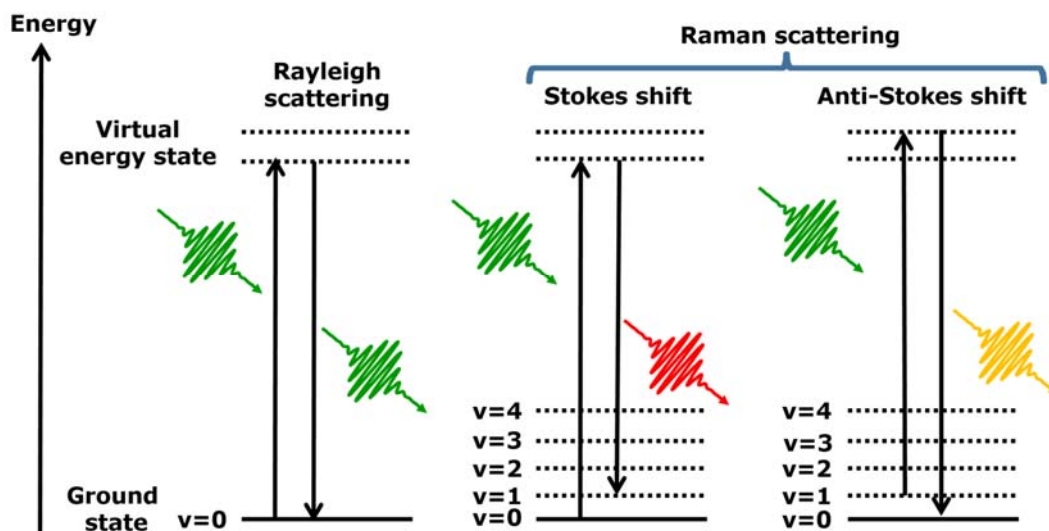 Energy
Raman scattering
Rayleigh
scattering
Stokes shift
Anti-Stokes shift
Virtual
energy state
v=4
v=3
v=2
v=1
v=0
v=4
v=3
v=2
v=1
v=0
Ground
state
v=0